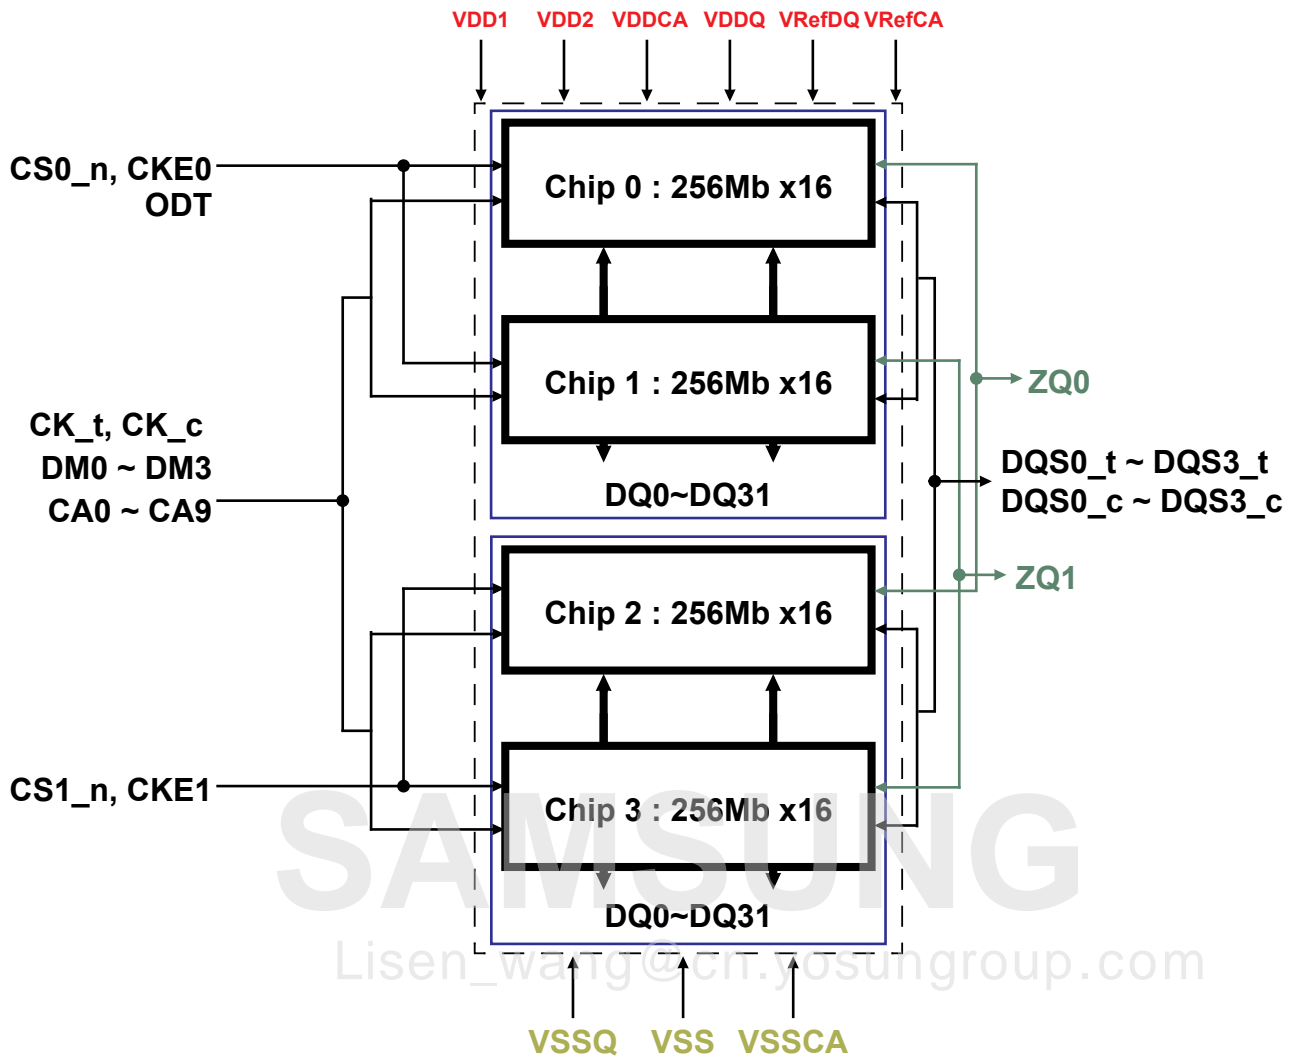 VDD1 VDD2 VDDCA VDDQ VRefDQ VRefCA
CS0_n, CKE0
ODT
Chip 0 : 256Mb x16
Chip 1 : 256Mb x16
ZQ0
CK_t, CK_c
DM0 ~ DM3
CA0 ~ CA9
DQS0_t ~ DQS3_t
DQS0_c ~ DQS3_c
DQ0~DQ31
ZQ1
Chip 2 : 256Mb x16
CS1_n, CKE1
Chip 3 : 256Mb x16
SAMSUNG
DQ0~DQ31
Lisen_wang@cn.yosungroup.com
VSSQ VSS VSSCA